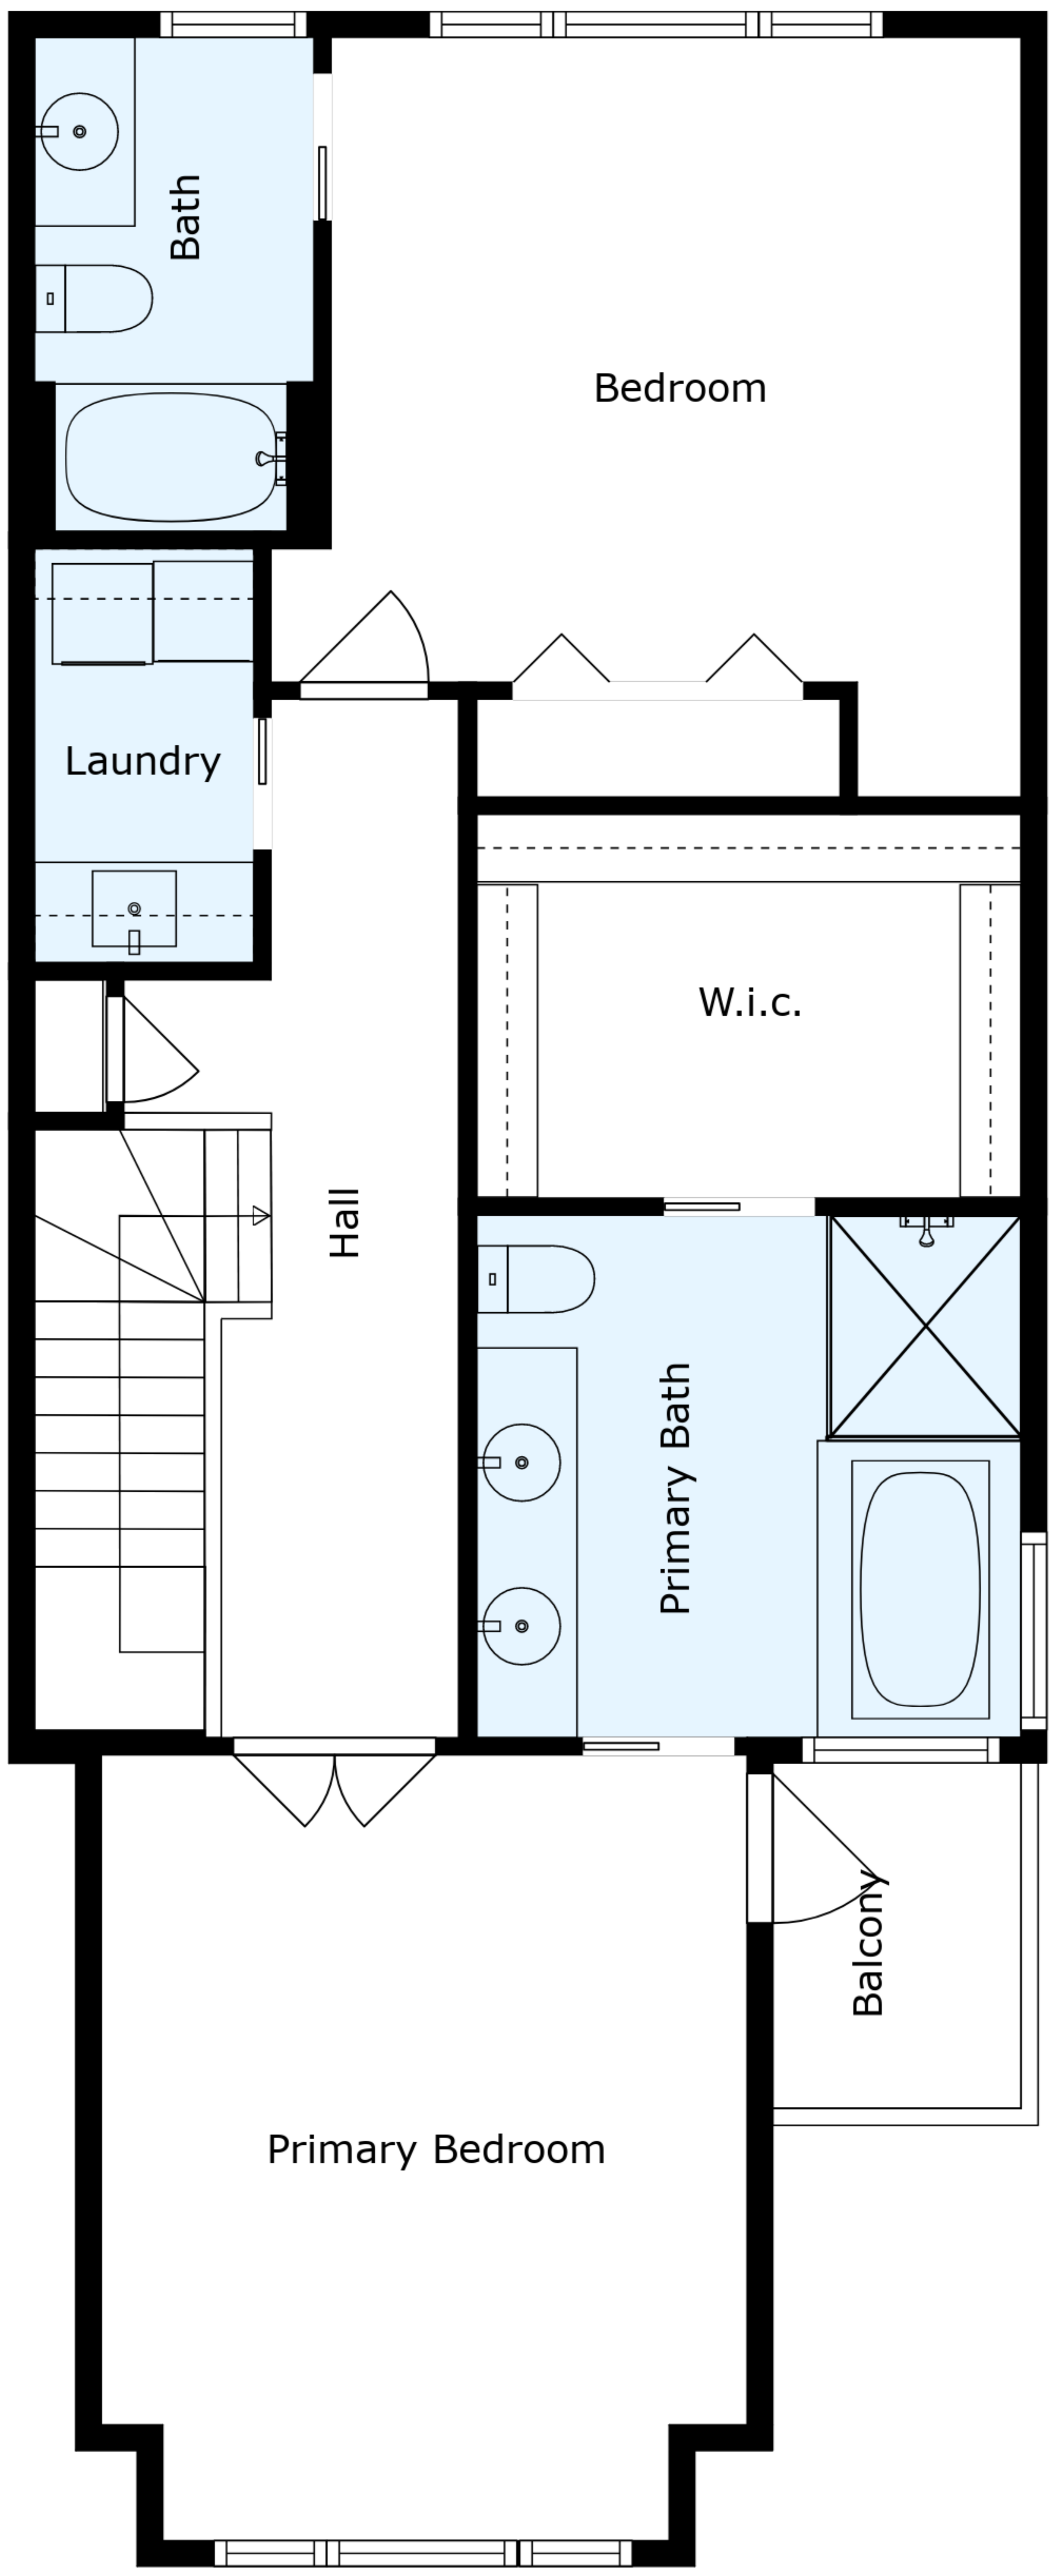 Bath
Bedroom
Laundry
W.i.c.
Hall
Primary Bath
Balcony
Primary Bedroom